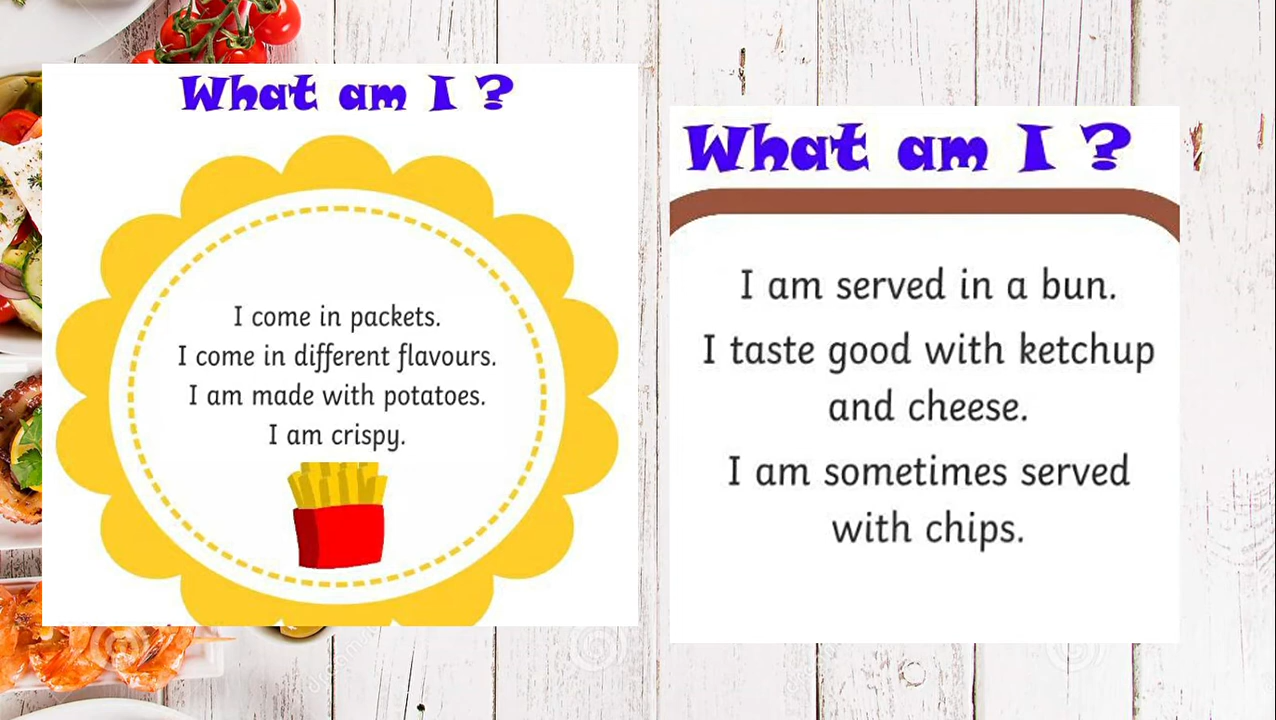 What am I ?
I come in packets.
I come in different flavours.
I am made with potatoes.
I am crispy.
What am I ?
I am served in a bun.
I taste good with ketchup
and cheese.
I am sometimes served
with chips.